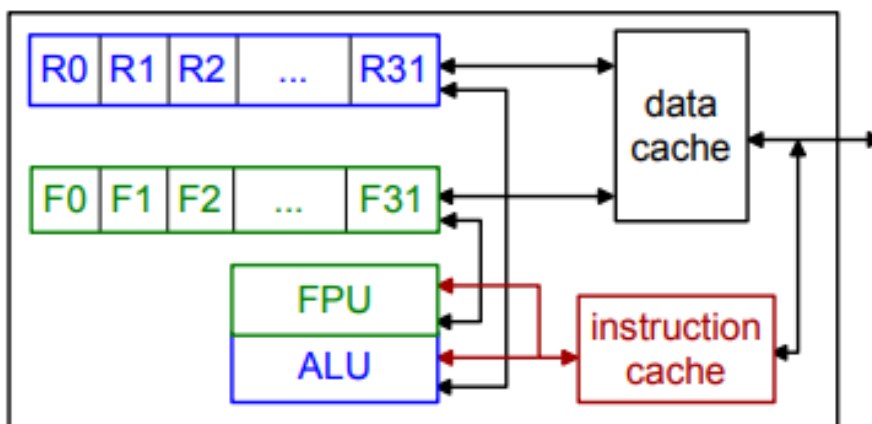 R0 R1 R2 ... R31
data
cache
F0 F1 F2 ... F31
FPU
ALU
instruction
cache